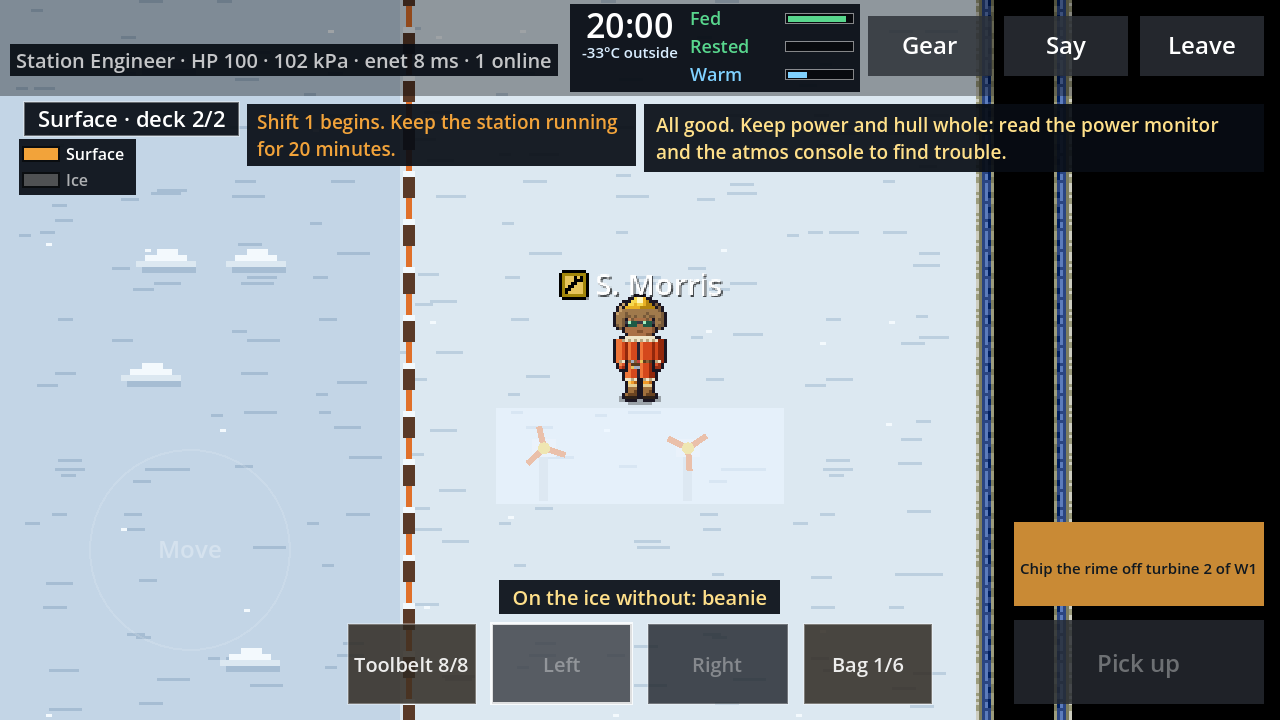 Station Engineer · HP 100 · 102 kPa · enet 8 ms · 1 online
20:00
-33°C outside
Fed
Rested
Warm
Gear
Say
Leave
Surface · deck 2/2
Surface
Ice
Shift 1 begins. Keep the station running
for 20 minutes.
All good. Keep power and hull whole: read the power monitor
and the atmos console to find trouble.
S. Morris
Move
Chip the rime off turbine 2 of W1
On the ice without: beanie
Toolbelt 8/8
Left
Right
Bag 1/6
Pick up